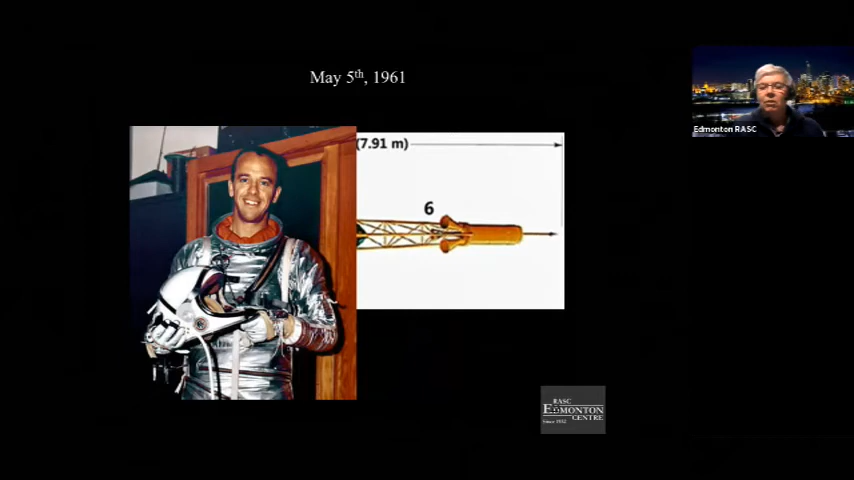 May 5th, 1961
Edmonton RASC
(7.91 m)
6
RASC
EDMONTON
CENTRE
Since 1932